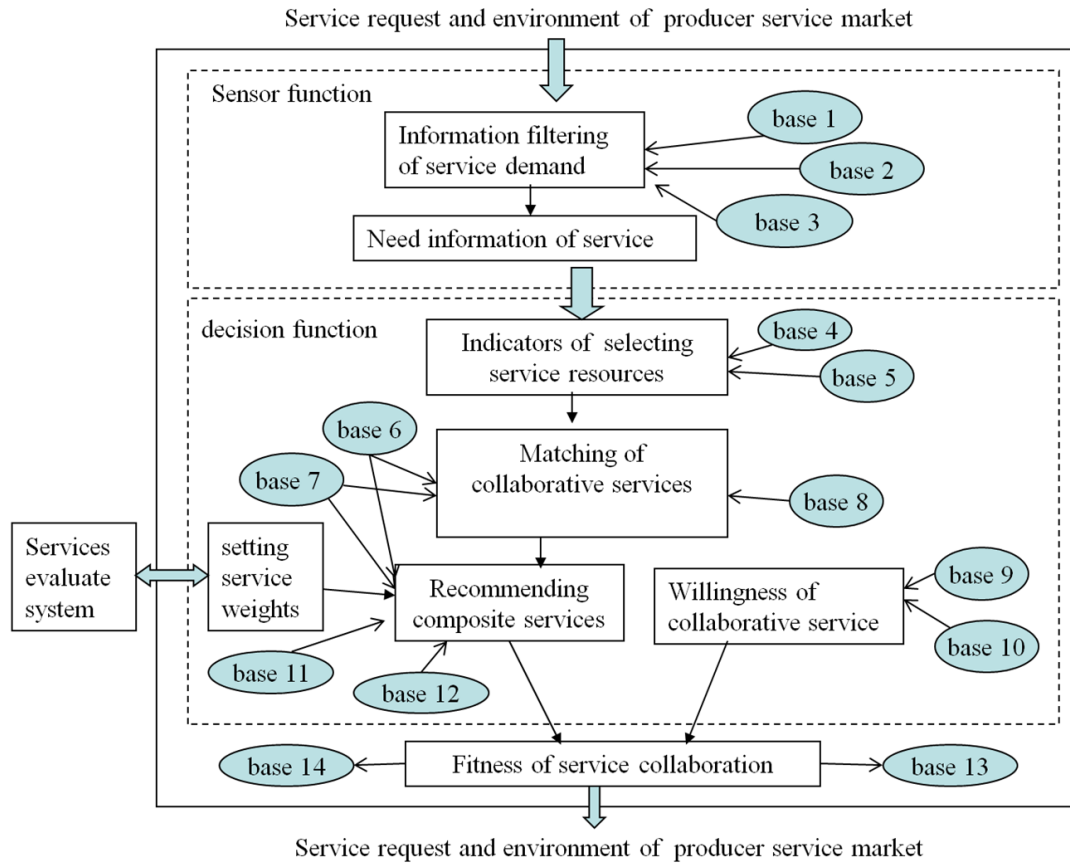 Service request and environment of producer service market
Sensor function
Information filtering
of service demand
base 1
base 2
base 3
Need information of service
decision function
Indicators of selecting
service resources
base 4
base 5
base 6
base 7
Matching of
collaborative services
base 8
Services
evaluate
system
setting
service
weights
Recommending
composite services
Willingness of
collaborative service
base 9
base 10
base 11
base 12
base 14
Fitness of service collaboration
base 13
Service request and environment of producer service market